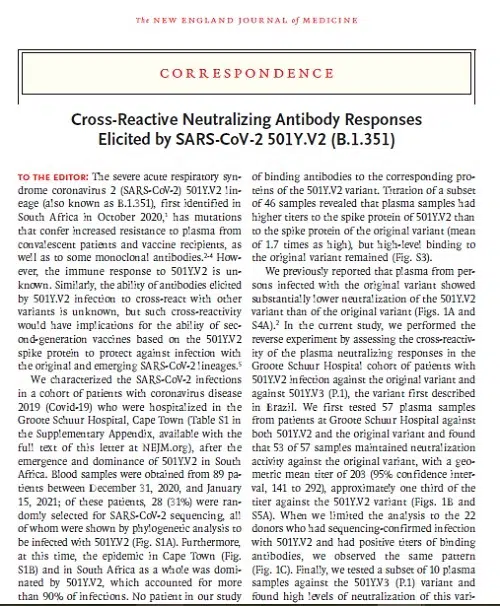 The NEW ENGLAND JOURNAL of MEDICINE
CORRESPONDENCE
Cross-Reactive Neutralizing Antibody Responses
Elicited by SARS-CoV-2 501Y.V2 (B.1.351)
TO THE EDITOR: The severe acute respiratory syn-
drome coronavirus 2 (SARS-CoV-2) 501Y.V2 lin-
eage (also known as B.1.351), first identified in
South Africa in October 2020,¹ has mutations
that confer increased resistance to plasma from
convalescent patients and vaccine recipients, as
well as to some monoclonal antibodies.²⁻⁴ How-
ever, the immune response to 501Y.V2 is un-
known. Similarly, the ability of antibodies elicited
by 501Y.V2 infection to cross-react with other
variants is unknown, but such cross-reactivity
would have implications for the ability of sec-
ond-generation vaccines based on the 501Y.V2
spike protein to protect against infection with
the original and emerging SARS-CoV-2 lineages.⁵
We characterized the SARS-CoV-2 infections
in a cohort of patients with coronavirus disease
2019 (Covid-19) who were hospitalized in the
Groote Schuur Hospital, Cape Town (Table S1 in
the Supplementary Appendix, available with the
full text of this letter at NEJM.org), after the
emergence and dominance of 501Y.V2 in South
Africa. Blood samples were obtained from 89 pa-
tients between December 31, 2020, and January
15, 2021; of these patients, 28 (31%) were ran-
domly selected for SARS-CoV-2 sequencing, all
of whom were shown by phylogenetic analysis to
be infected with 501Y.V2 (Fig. S1A). Furthermore,
at this time, the epidemic in Cape Town (Fig.
S1B) and in South Africa as a whole was domi-
nated by 501Y.V2, which accounted for more
than 90% of infections. No patient in our study
of binding antibodies to the corresponding pro-
teins of the 501Y.V2 variant. Titration of a subset
of 46 samples revealed that plasma samples had
higher titers to the spike protein of 501Y.V2 than
to the spike protein of the original variant (mean
of 1.7 times as high), but high-level binding to
the original variant remained (Fig. S3).
We previously reported that plasma from per-
sons infected with the original variant showed
substantially lower neutralization of the 501Y.V2
variant than of the original variant (Figs. 1A and
S4A).² In the current study, we performed the
reverse experiment by assessing the cross-reactiv-
ity of the plasma neutralizing responses in the
Groote Schuur Hospital cohort of patients with
501Y.V2 infection against the original variant and
against 501Y.V3 (P.1), the variant first described
in Brazil. We first tested 57 plasma samples
from patients at Groote Schuur Hospital against
both 501Y.V2 and the original variant and found
that 53 of 57 samples maintained neutralization
activity against the original variant, with a geo-
metric mean titer of 203 (95% confidence inter-
val, 141 to 292), approximately one third of the
titer against the 501Y.V2 variant (Figs. 1B and
S5A). When we limited the analysis to the 22
donors who had sequencing-confirmed infection
with 501Y.V2 and had positive titers of binding
antibodies, we observed the same pattern
(Fig. 1C). Finally, we tested a subset of 10 plasma
samples against the 501Y.V3 (P.1) variant and
found high levels of neutralization of this vari-